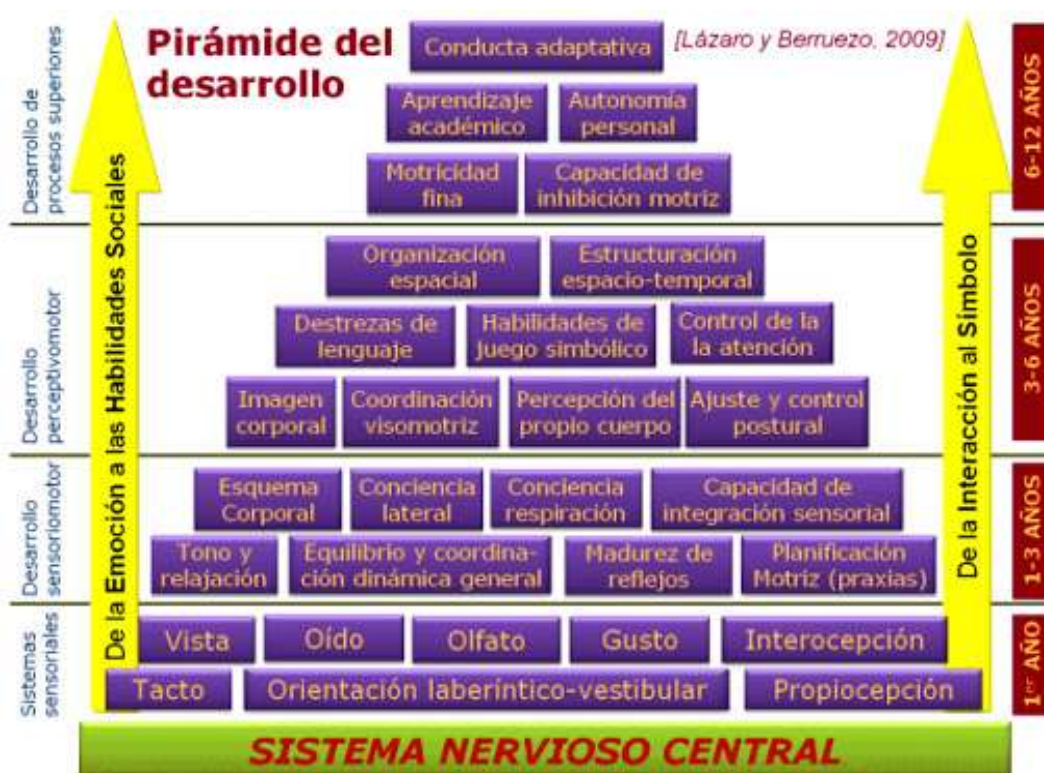 Pirámide del
desarrollo
[Lázaro y Berruezo, 2009]
Conducta adaptativa
Aprendizaje
académico
Autonomía
personal
Motricidad
fina
Capacidad de
inhibición motriz
Desarrollo de
procesos superiores
6-12 AÑOS
Organización
espacial
Estructuración
espacio-temporal
Destrezas de
lenguaje
Habilidades de
juego simbólico
Control de la
la atención
Imagen
corporal
Coordinación
visomotriz
Percepción del
propio cuerpo
Ajuste y control
postural
Desarrollo
perceptivomotor
3-6 AÑOS
Esquema
Corporal
Conciencia
lateral
Conciencia
respiración
Capacidad de
integración sensorial
Tono y
relajación
Equilibrio y coordina-
ción dinámica general
Madurez de
reflejos
Planificación
Motriz (praxias)
Desarrollo
sensoriomotor
1-3 AÑOS
Vista
Oído
Olfato
Gusto
Interocepción
Tacto
Orientación laberíntico-vestibular
Propiocepción
Sistemas
sensoriales
1er AÑO
De la Emoción a las Habilidades Sociales
De la Interacción al Símbolo
SISTEMA NERVIOSO CENTRAL